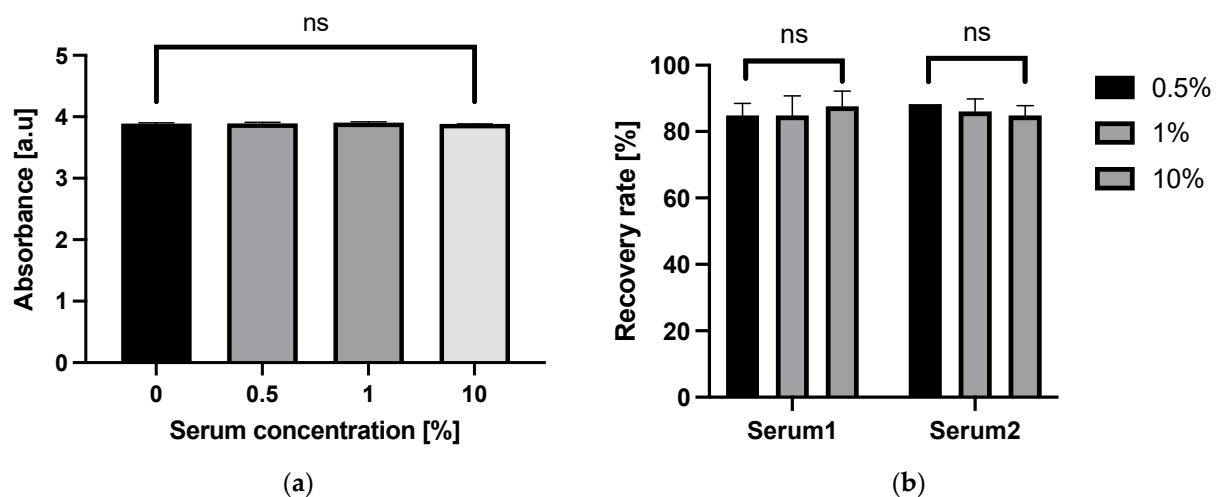 ns
5
4
3
2
1
0
Absorbance [a.u]
0 0.5 1 10
Serum concentration [%]
(a)
ns ns
100
80
60
40
20
0
Recovery rate [%]
Serum1 Serum2
0.5%
1%
10%
(b)